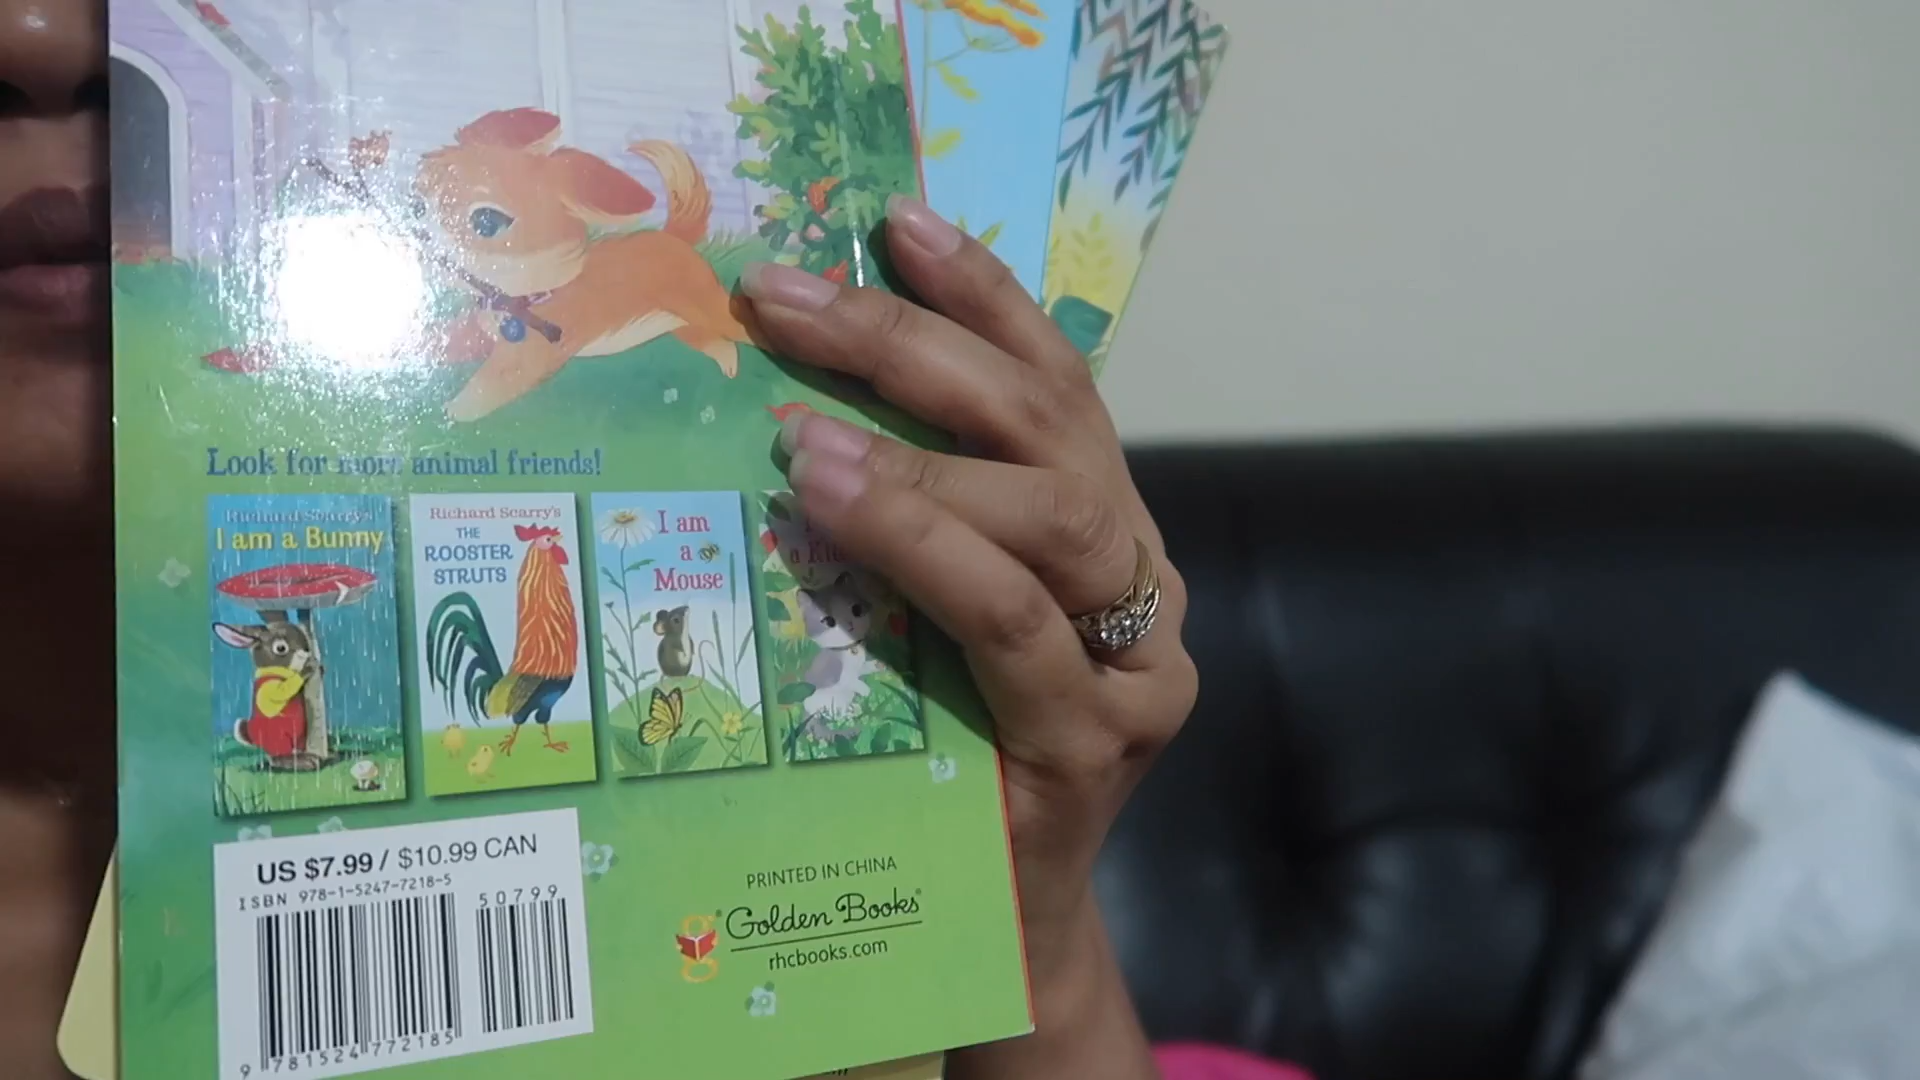 Look for more animal friends!
Richard Scarry's
I am a Bunny
Richard Scarry's
THE
ROOSTER
STRUTS
I am
a
Mouse
a
US $7.99 / $10.99 CAN
ISBN 978-1-5247-7218-5
50799
9 781524 772185
PRINTED IN CHINA
Golden Books®
rhcbooks.com